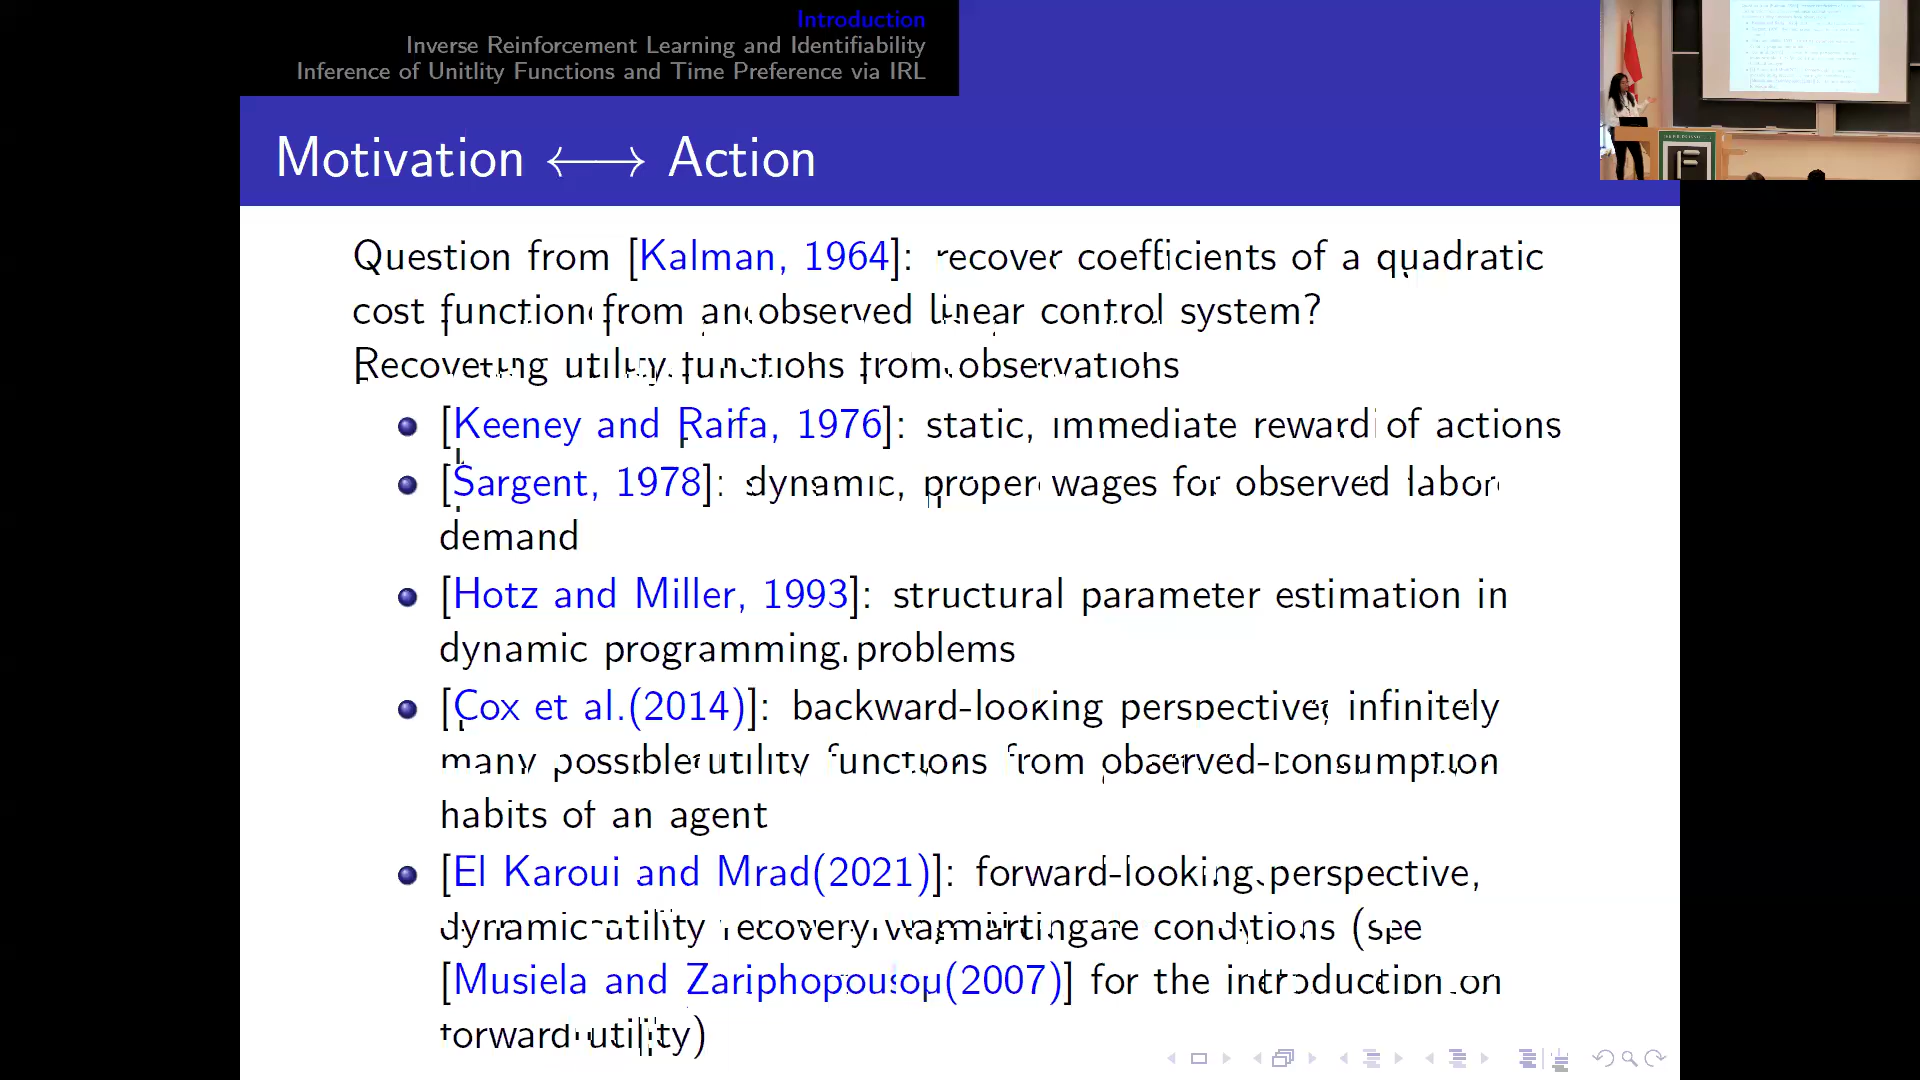 Introduction
Inverse Reinforcement Learning and Identifiability
Inference of Unitlity Functions and Time Preference via IRL
Motivation ⟷ Action
Question from [Kalman, 1964]: recover coefficients of a quadratic
cost function from an observed linear control system?
Recovering utility functions from observations
[Keeney and Raifa, 1976]: static, immediate reward of actions
[Sargent, 1978]: dynamic, proper wages for observed labor
demand
[Hotz and Miller, 1993]: structural parameter estimation in
dynamic programming problems
[Cox et al.(2014)]: backward-looking perspective, infinitely
many possible utility functions from observed consumption
habits of an agent
[El Karoui and Mrad(2021)]: forward-looking perspective,
dynamic utility recovery via martingale conditions (see
[Musiela and Zariphopoulou(2007)] for the introduction on
forward utility)